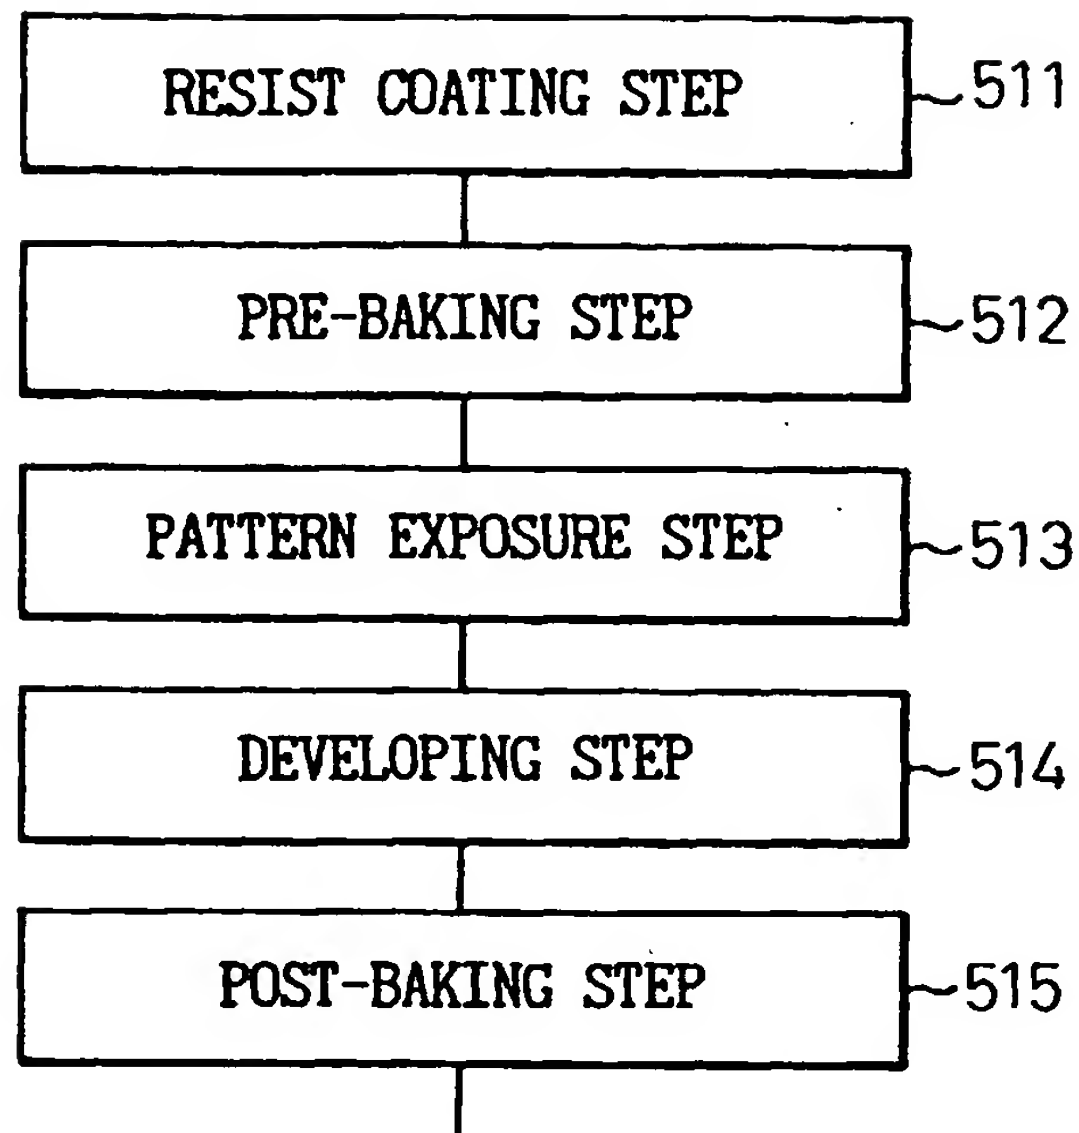 RESIST COATING STEP 511
PRE-BAKING STEP 512
PATTERN EXPOSURE STEP 513
DEVELOPING STEP 514
POST-BAKING STEP 515